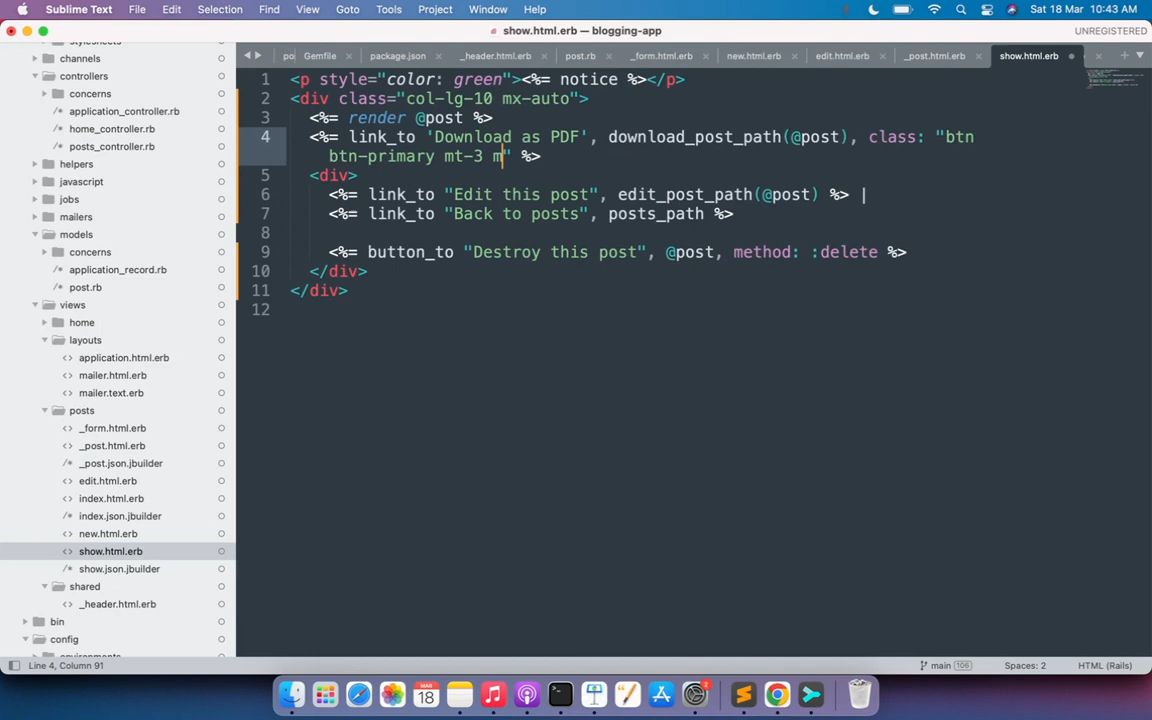 Sublime Text File Edit Selection Find View Goto Tools Project Window Help Sat 18 Mar 10:43 AM
show.html.erb — blogging-app UNREGISTERED
po Gemfile package.json _header.html.erb post.rb _form.html.erb new.html.erb edit.html.erb _post.html.erb show.html.erb
channels
controllers
concerns
application_controller.rb
home_controller.rb
posts_controller.rb
helpers
javascript
jobs
mailers
models
concerns
application_record.rb
post.rb
views
home
layouts
application.html.erb
mailer.html.erb
mailer.text.erb
posts
_form.html.erb
_post.html.erb
_post.json.jbuilder
edit.html.erb
index.html.erb
index.json.jbuilder
new.html.erb
show.html.erb
show.json.jbuilder
shared
_header.html.erb
bin
config
1 <p style="color: green"><%= notice %></p>
2 <div class="col-lg-10 mx-auto">
3 <%= render @post %>
4 <%= link_to 'Download as PDF', download_post_path(@post), class: "btn
btn-primary mt-3 m" %>
5 <div>
6 <%= link_to "Edit this post", edit_post_path(@post) %> |
7 <%= link_to "Back to posts", posts_path %>
8
9 <%= button_to "Destroy this post", @post, method: :delete %>
10 </div>
11 </div>
12
Line 4, Column 91 main 106 Spaces: 2 HTML (Rails)
MAR
18
2